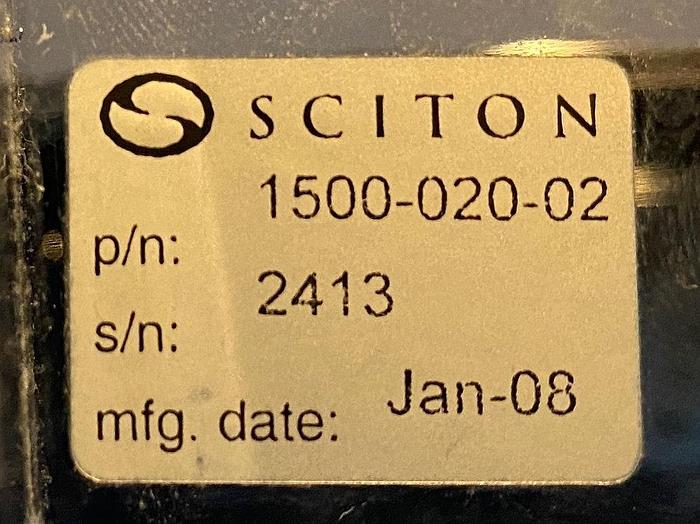 SCITON
p/n: 1500-020-02
s/n: 2413
mfg. date: Jan-08